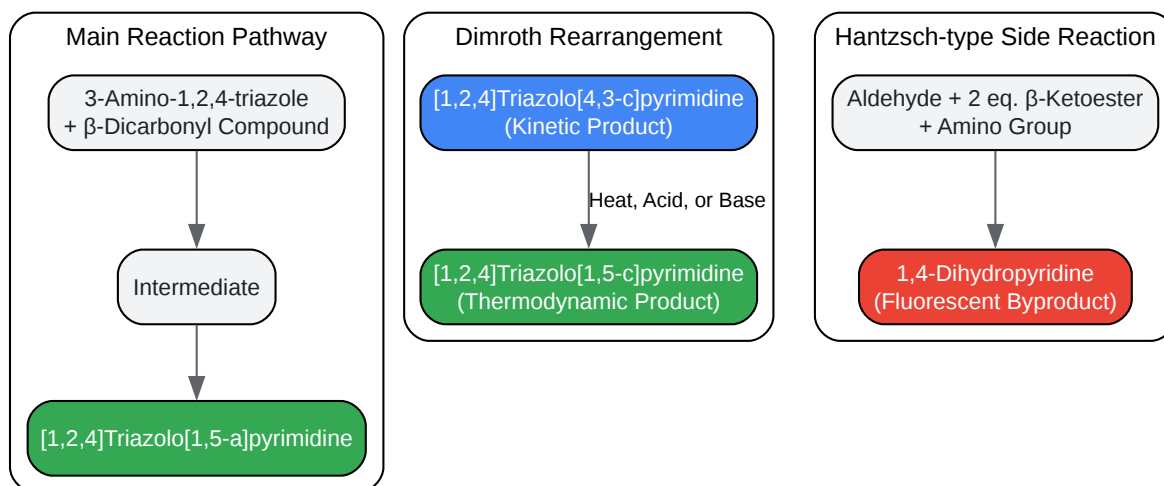 Main Reaction Pathway
3-Amino-1,2,4-triazole
+ β-Dicarbonyl Compound
Intermediate
[1,2,4]Triazolo[1,5-a]pyrimidine
Dimroth Rearrangement
[1,2,4]Triazolo[4,3-c]pyrimidine
(Kinetic Product)
Heat, Acid, or Base
[1,2,4]Triazolo[1,5-c]pyrimidine
(Thermodynamic Product)
Hantzsch-type Side Reaction
Aldehyde + 2 eq. β-Ketoester
+ Amino Group
1,4-Dihydropyridine
(Fluorescent Byproduct)